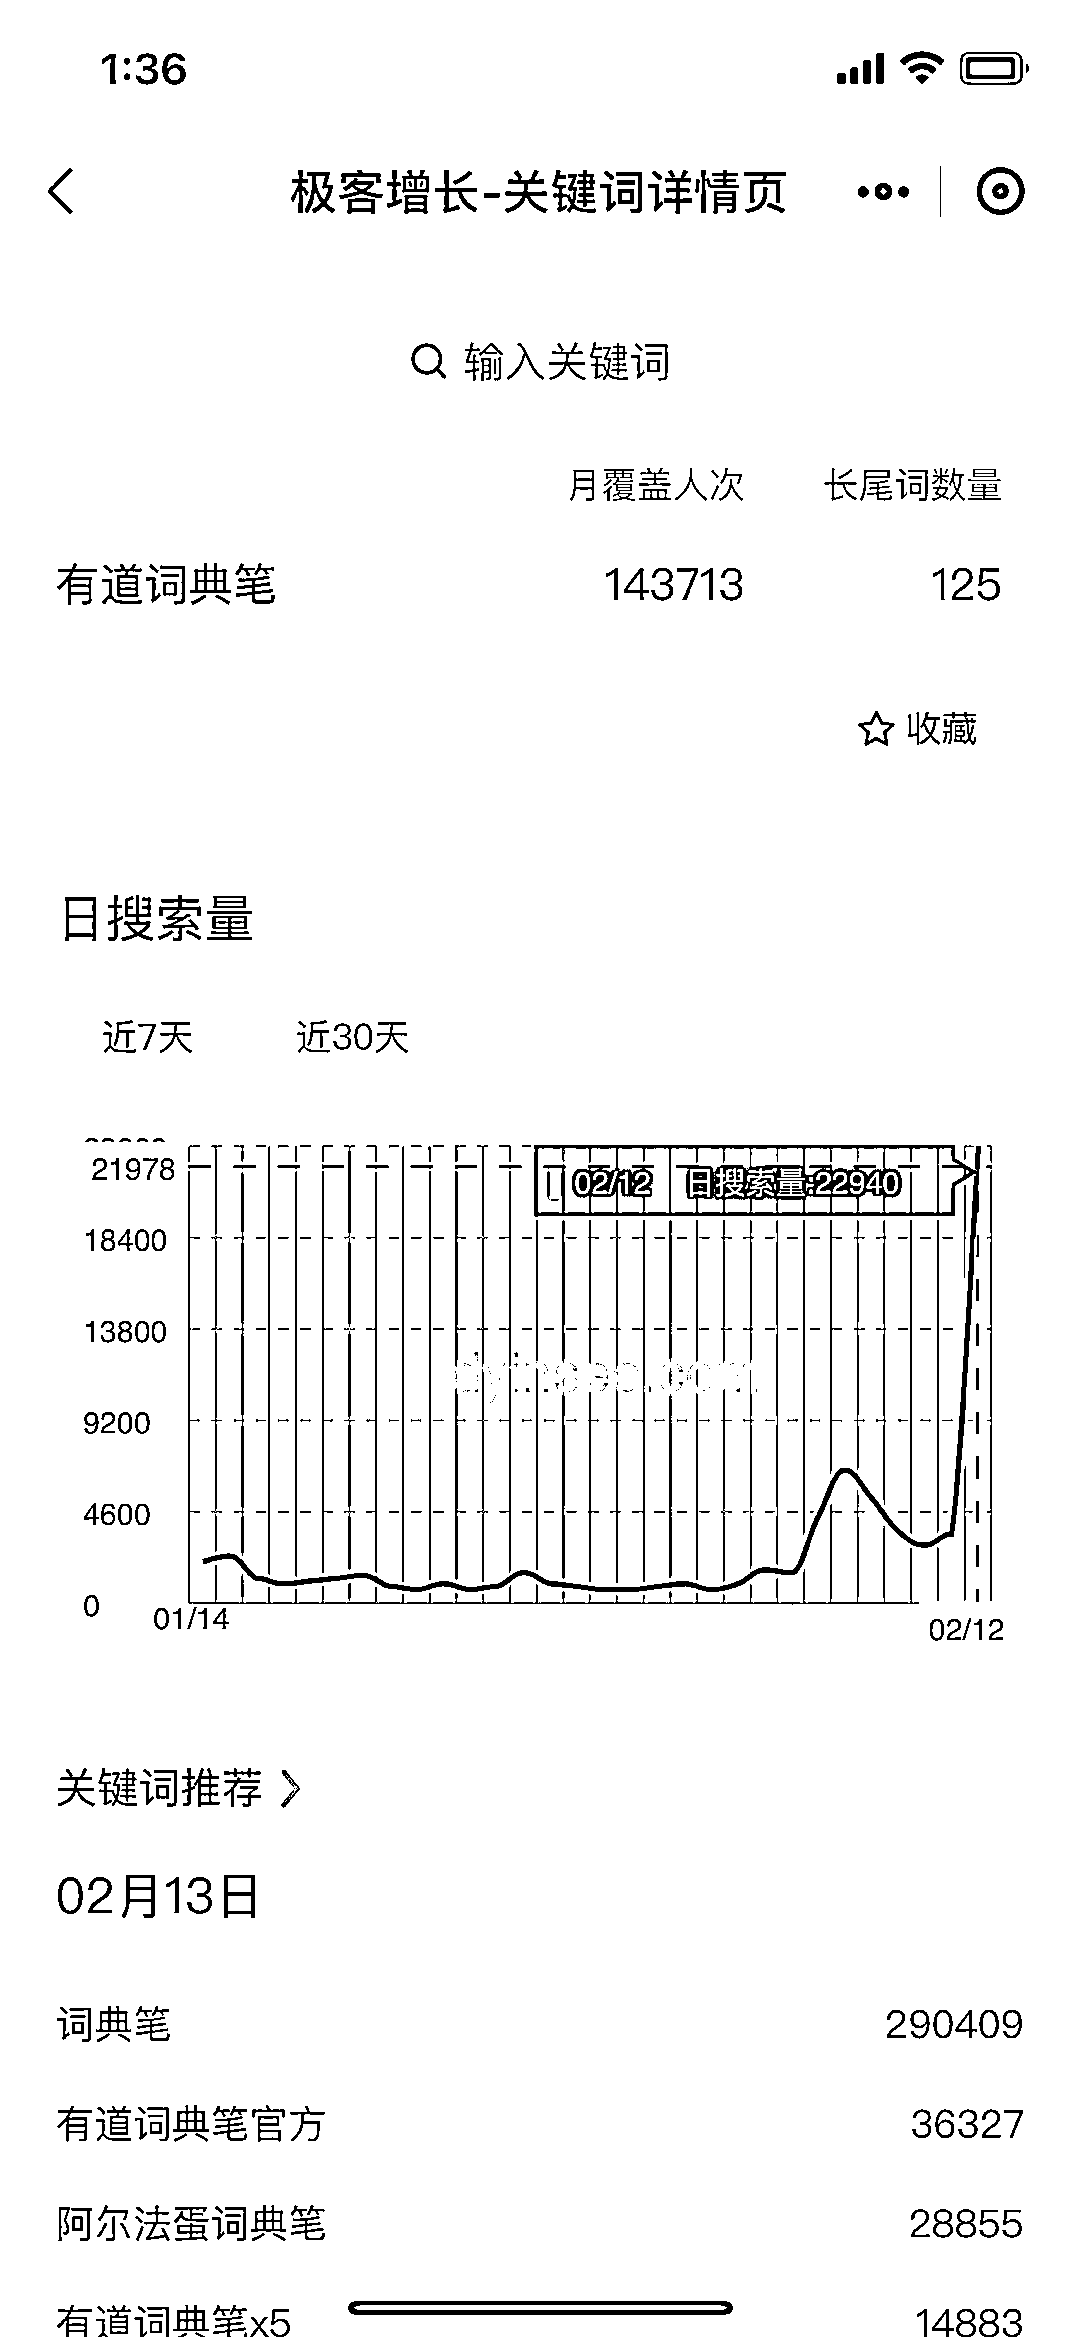 1:36
极客增长-关键词详情页
输入关键词
月覆盖人次 长尾词数量
有道词典笔 143713 125
收藏
日搜索量
近7天 近30天
21978
02/12 日搜索量:22940
18400
13800
9200
4600
0
01/14 02/12
关键词推荐
02月13日
词典笔 290409
有道词典笔官方 36327
阿尔法蛋词典笔 28855
有道词典笔x5 14883